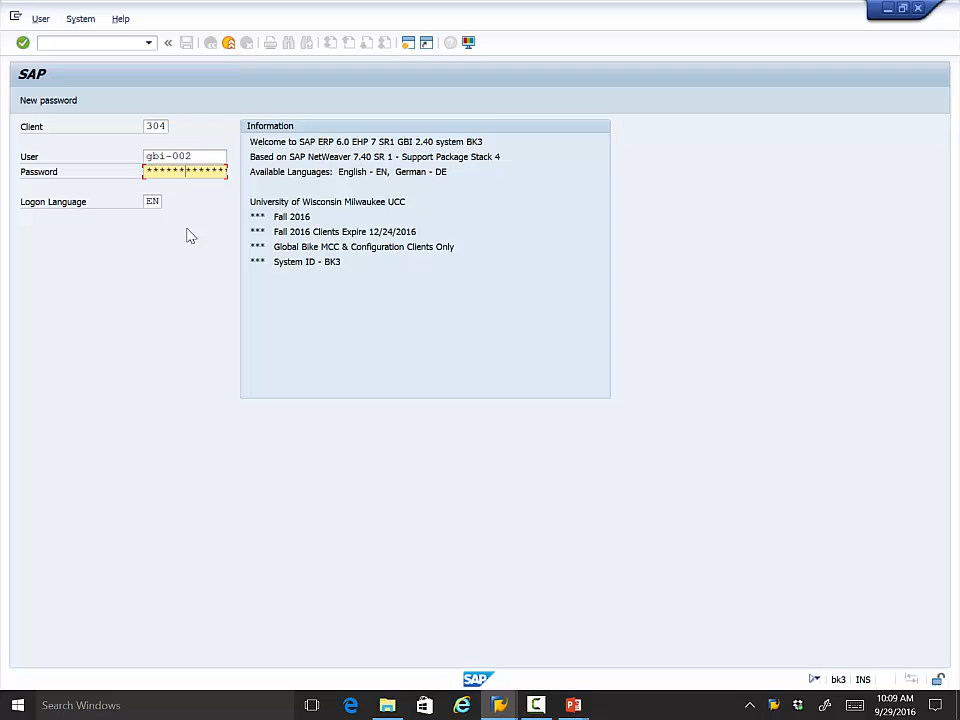 User System Help
SAP
New password
Client 304
User gbi-002
Password ************
Logon Language EN
Information
Welcome to SAP ERP 6.0 EHP 7 SR1 GBI 2.40 system BK3
Based on SAP NetWeaver 7.40 SR 1 - Support Package Stack 4
Available Languages: English - EN, German - DE
University of Wisconsin Milwaukee UCC
*** Fall 2016
*** Fall 2016 Clients Expire 12/24/2016
*** Global Bike MCC & Configuration Clients Only
*** System ID - BK3
SAP bk3 INS
Search Windows
10:09 AM
9/29/2016